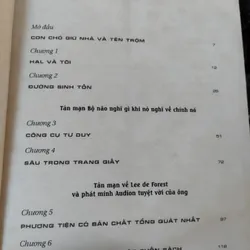 Mở đầu
CON CHÓ GIỮ NHÀ VÀ TÊN TRỘM 7
Chương 1
HAL VÀ TÔI
Chương 2
ĐƯỜNG SINH TỒN
Tản mạn Bộ não nghĩ gì khi nó nghĩ về chính nó
Chương 3
CÔNG CỤ TƯ DUY
Chương 4
SÂU TRONG TRANG GIẤY
Tản mạn về Lee de Forest
và phát minh Audion tuyệt vời của ông
Chương 5
PHƯƠNG TIỆN CÓ BẢN CHẤT TỔNG QUÁT NHẤT 97
Chương 6